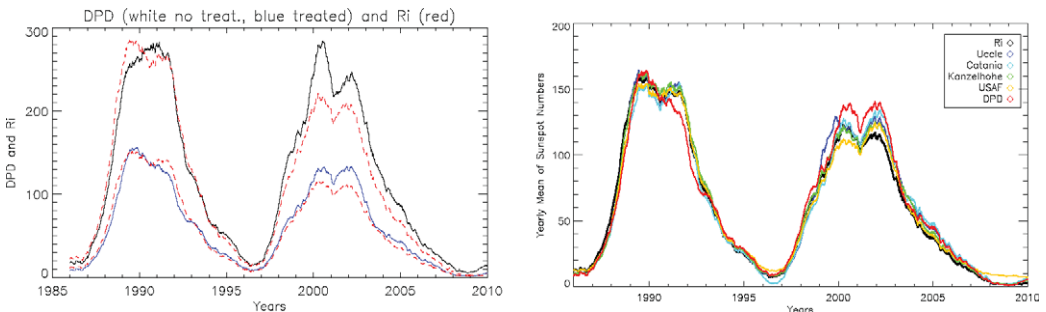 DPD (white no treat., blue treated) and Ri (red)
DPD and Ri
300
200
100
0
1985
1990
1995
2000
2005
2010
Years
Yearly Mean of Sunspot Numbers
200
150
100
50
0
1990
1995
2000
2005
2010
Years
Ri
Uccle
Catania
Kanzelhohe
USAF
DPD